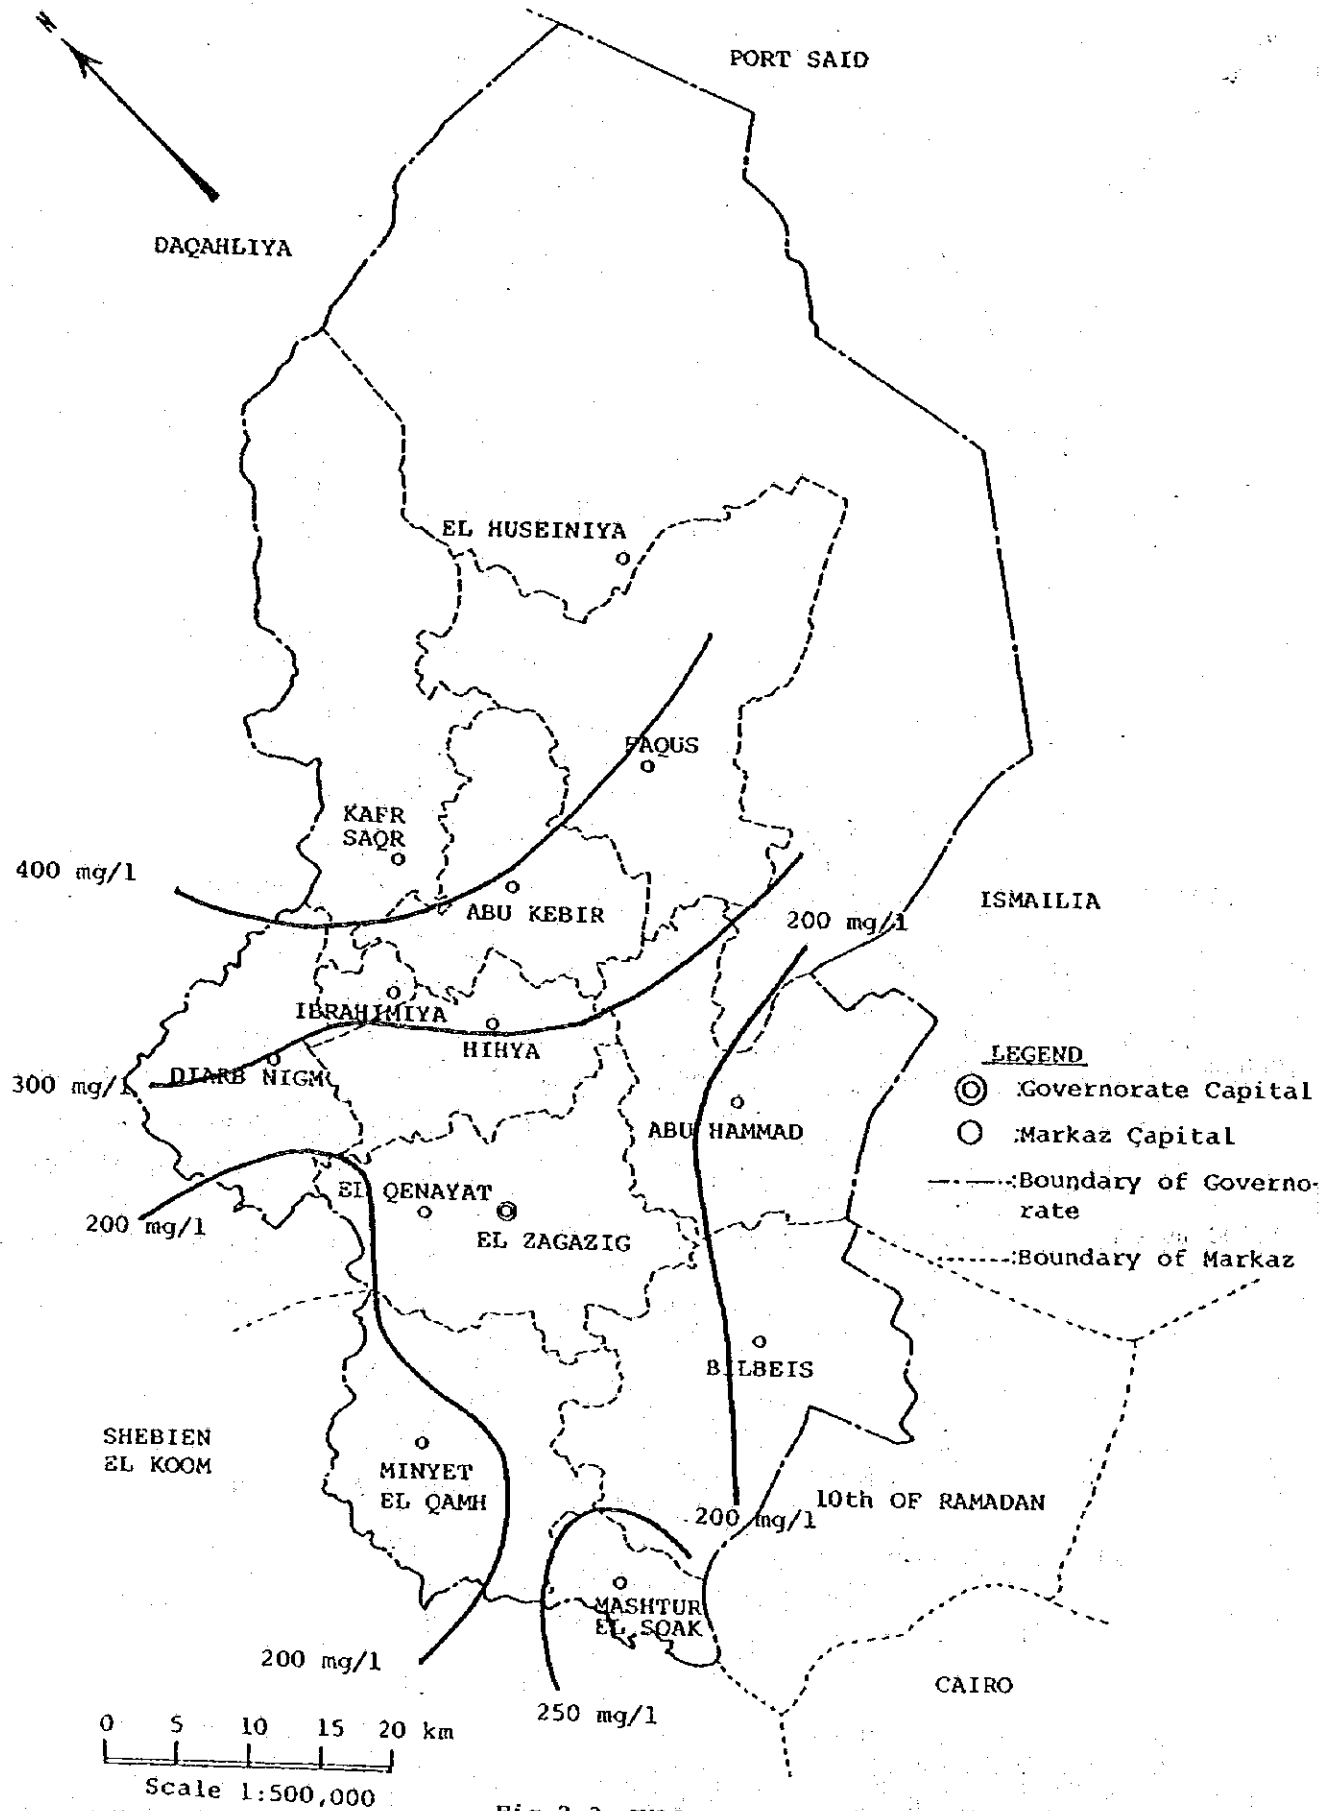 N
PORT SAID
DAQAHLIYA
EL HUSEINIYA
FAQUS
KAFR
SAQR
400 mg/l
ABU KEBIR
ISMAILIA
200 mg/l
IBRAHIMIYA
HIHYA
LEGEND
300 mg/l
DIARB NIGM
:Governorate Capital
ABU HAMMAD
:Markaz Capital
EL QENAYAT
:Boundary of Governo-
rate
200 mg/l
EL ZAGAZIG
:Boundary of Markaz
BILBEIS
SHEBIEN
EL KOOM
MINYET
EL QAMH
10th OF RAMADAN
200 mg/l
MASHTUR
EL SOAK
200 mg/l
CAIRO
250 mg/l
0 5 10 15 20 km
Scale 1:500,000